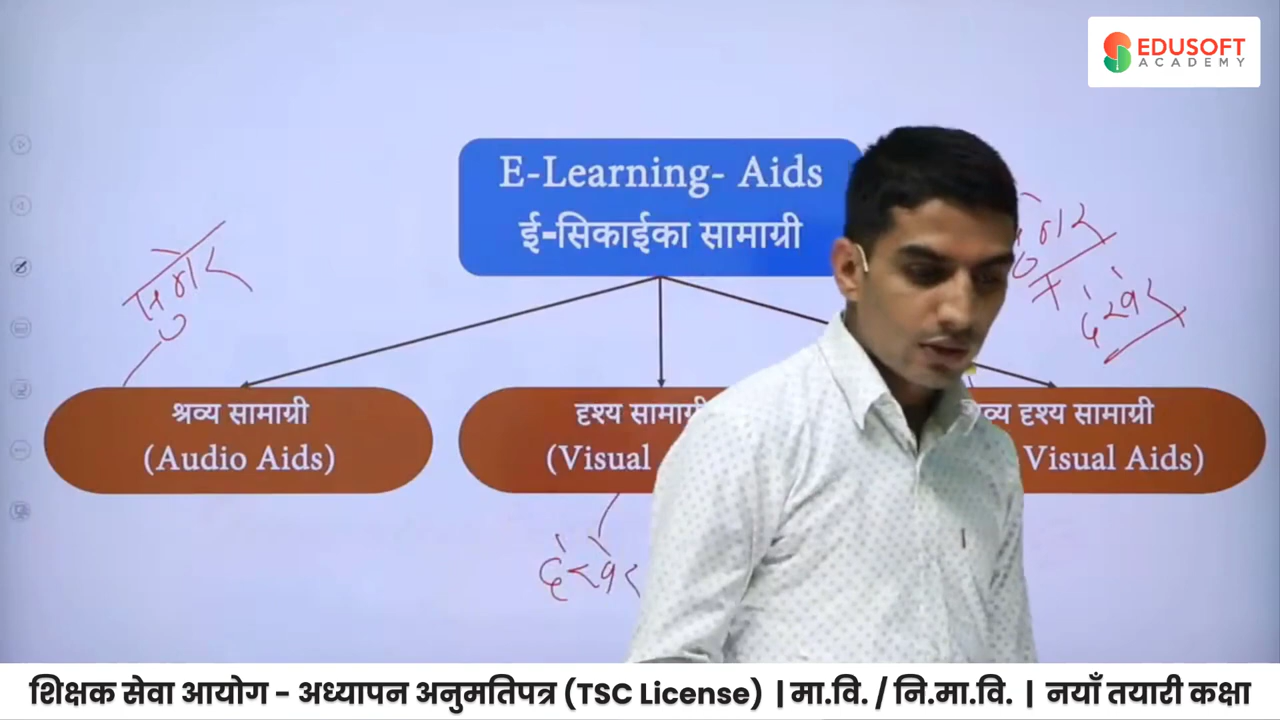 EDUSOFT
ACADEMY
E-Learning- Aids
ई-सिकाईका सामाग्री
श्रव्य सामाग्री
(Audio Aids)
दृश्य सामाग्री
(Visual
दृश्य सामाग्री
Visual Aids)
शिक्षक सेवा आयोग - अध्यापन अनुमतिपत्र (TSC License) | मा.वि. / नि.मा.वि. | नयाँ तयारी कक्षा